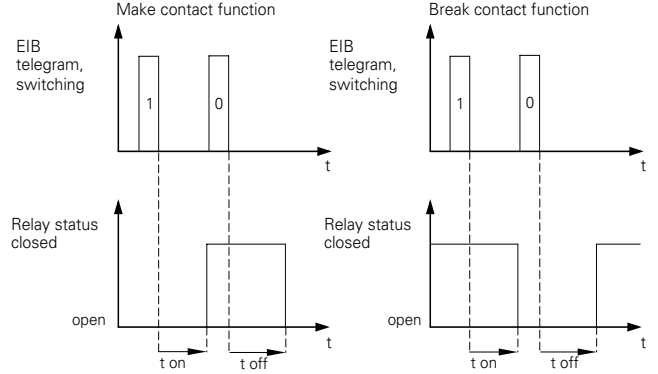 Make contact function
EIB
telegram,
switching
1
0
t
Relay status
closed
open
t
t on
t off
Break contact function
EIB
telegram,
switching
1
0
t
Relay status
closed
open
t
t on
t off